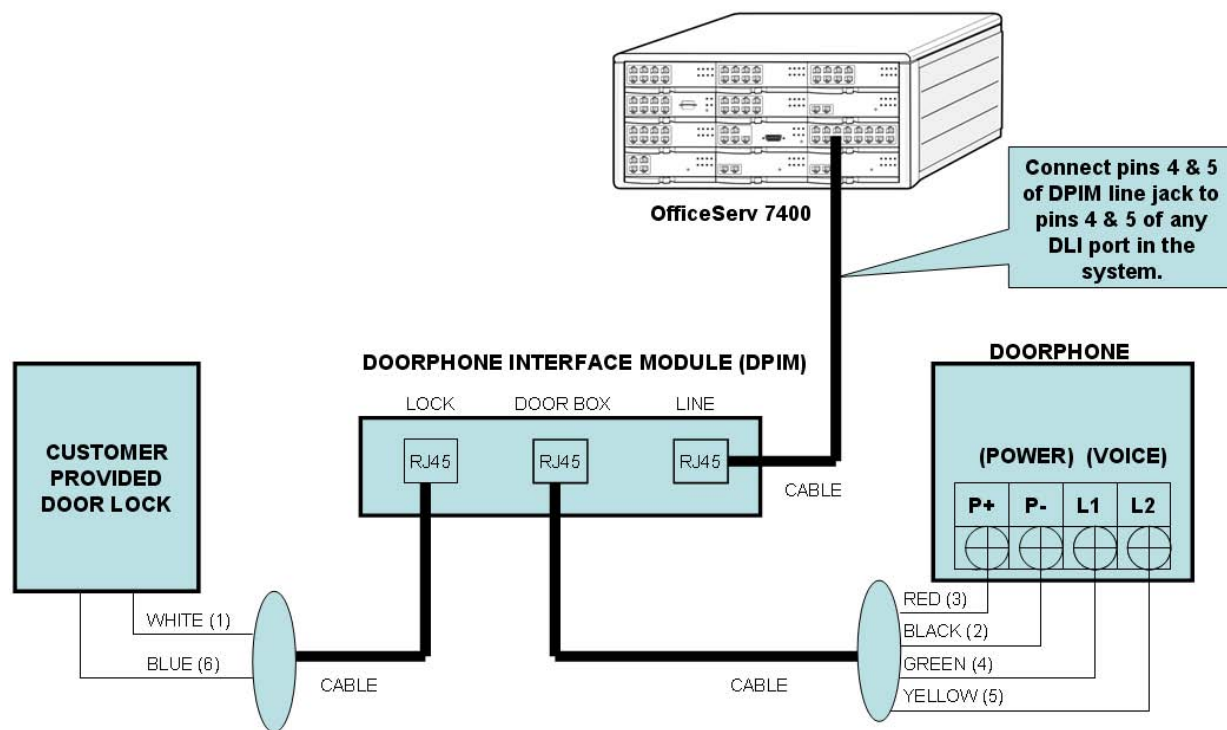 OfficeServ 7400
Connect pins 4 & 5
of DPIM line jack to
pins 4 & 5 of any
DLI port in the
system.
DOORPHONE INTERFACE MODULE (DPIM)
LOCK
DOOR BOX
LINE
RJ45
RJ45
RJ45
CABLE
DOORPHONE
(POWER) (VOICE)
P+
P-
L1
L2
CUSTOMER
PROVIDED
DOOR LOCK
WHITE (1)
BLUE (6)
CABLE
CABLE
RED (3)
BLACK (2)
GREEN (4)
YELLOW (5)